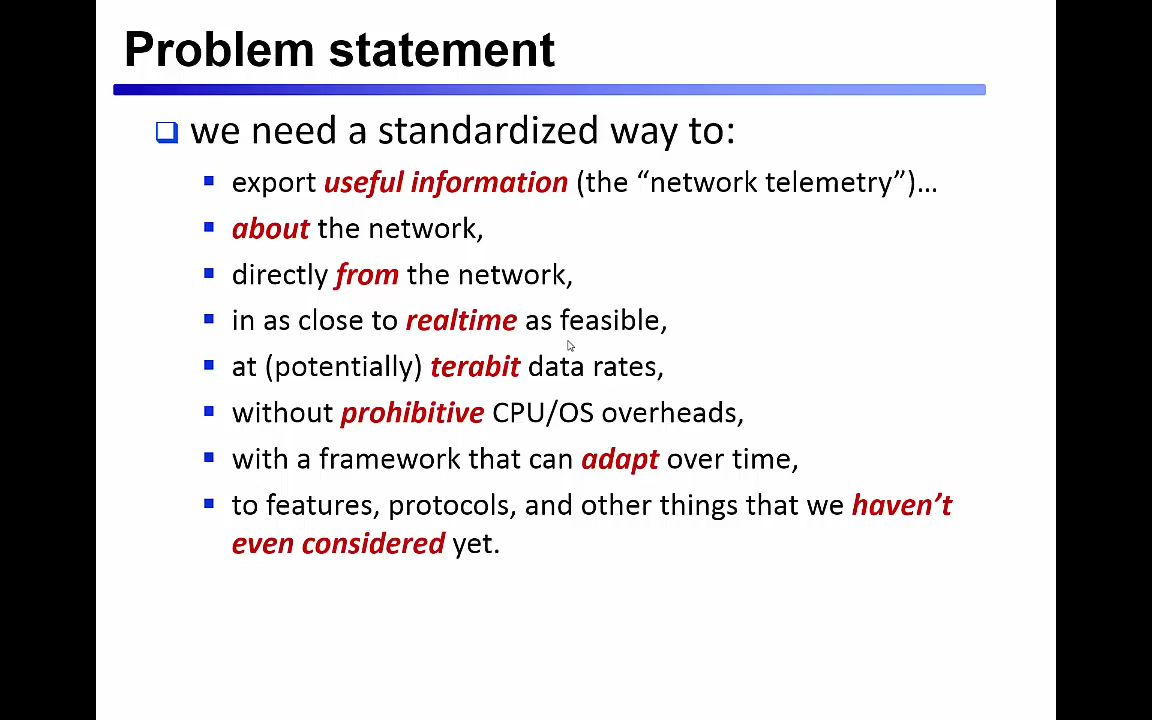 Problem statement
we need a standardized way to:
export useful information (the “network telemetry”)…
about the network,
directly from the network,
in as close to realtime as feasible,
at (potentially) terabit data rates,
without prohibitive CPU/OS overheads,
with a framework that can adapt over time,
to features, protocols, and other things that we haven’t
even considered yet.